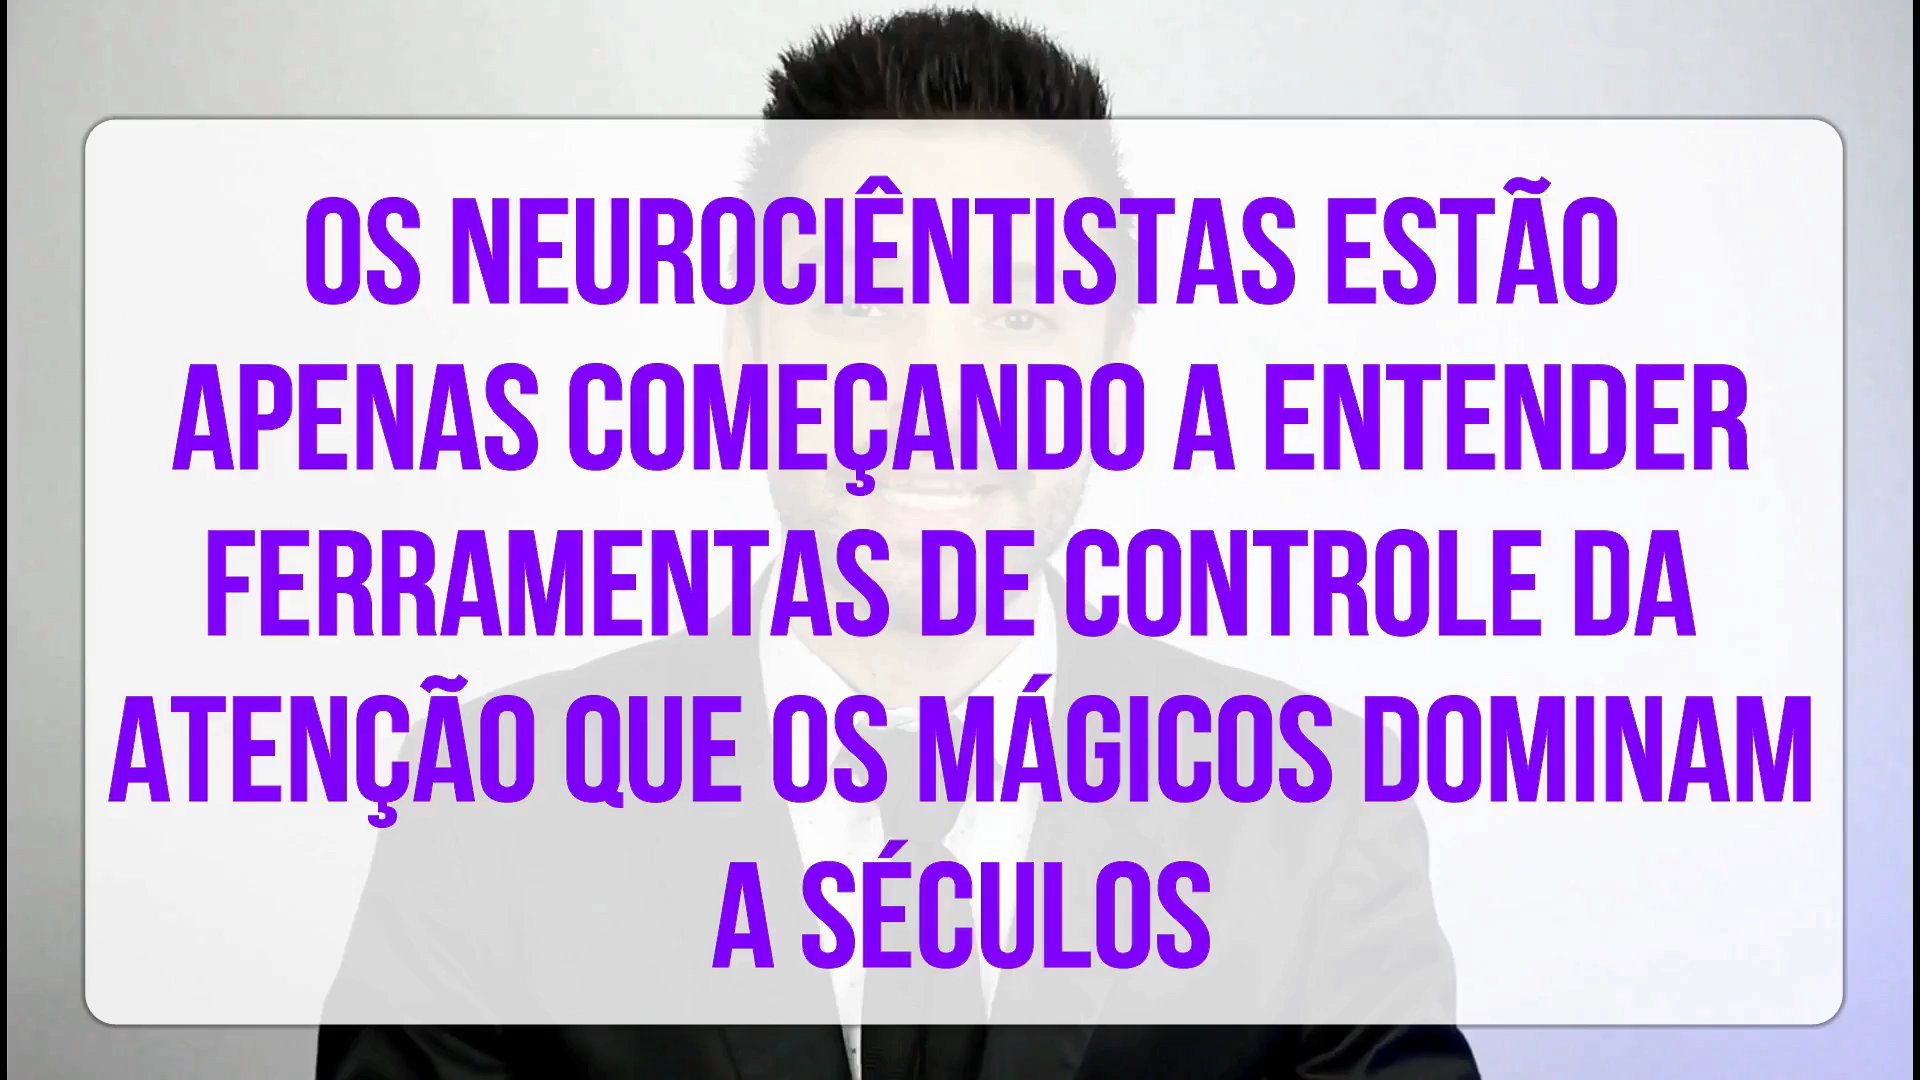 OS NEUROCIÊNTISTAS ESTÃO
APENAS COMEÇANDO A ENTENDER
FERRAMENTAS DE CONTROLE DA
ATENÇÃO QUE OS MÁGICOS DOMINAM
A SÉCULOS